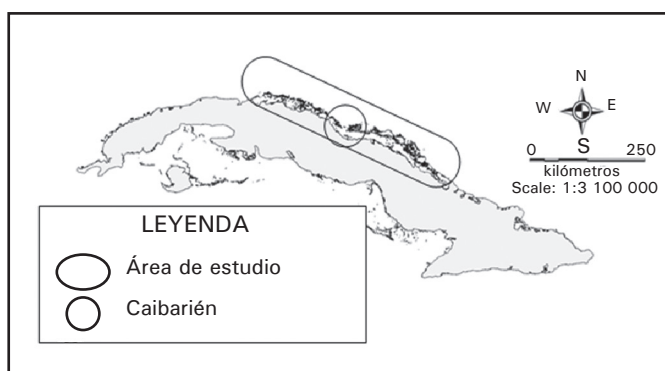 N
W E
S
0 250
kilómetros
Scale: 1:3 100 000
LEYENDA
Área de estudio
Caibarién